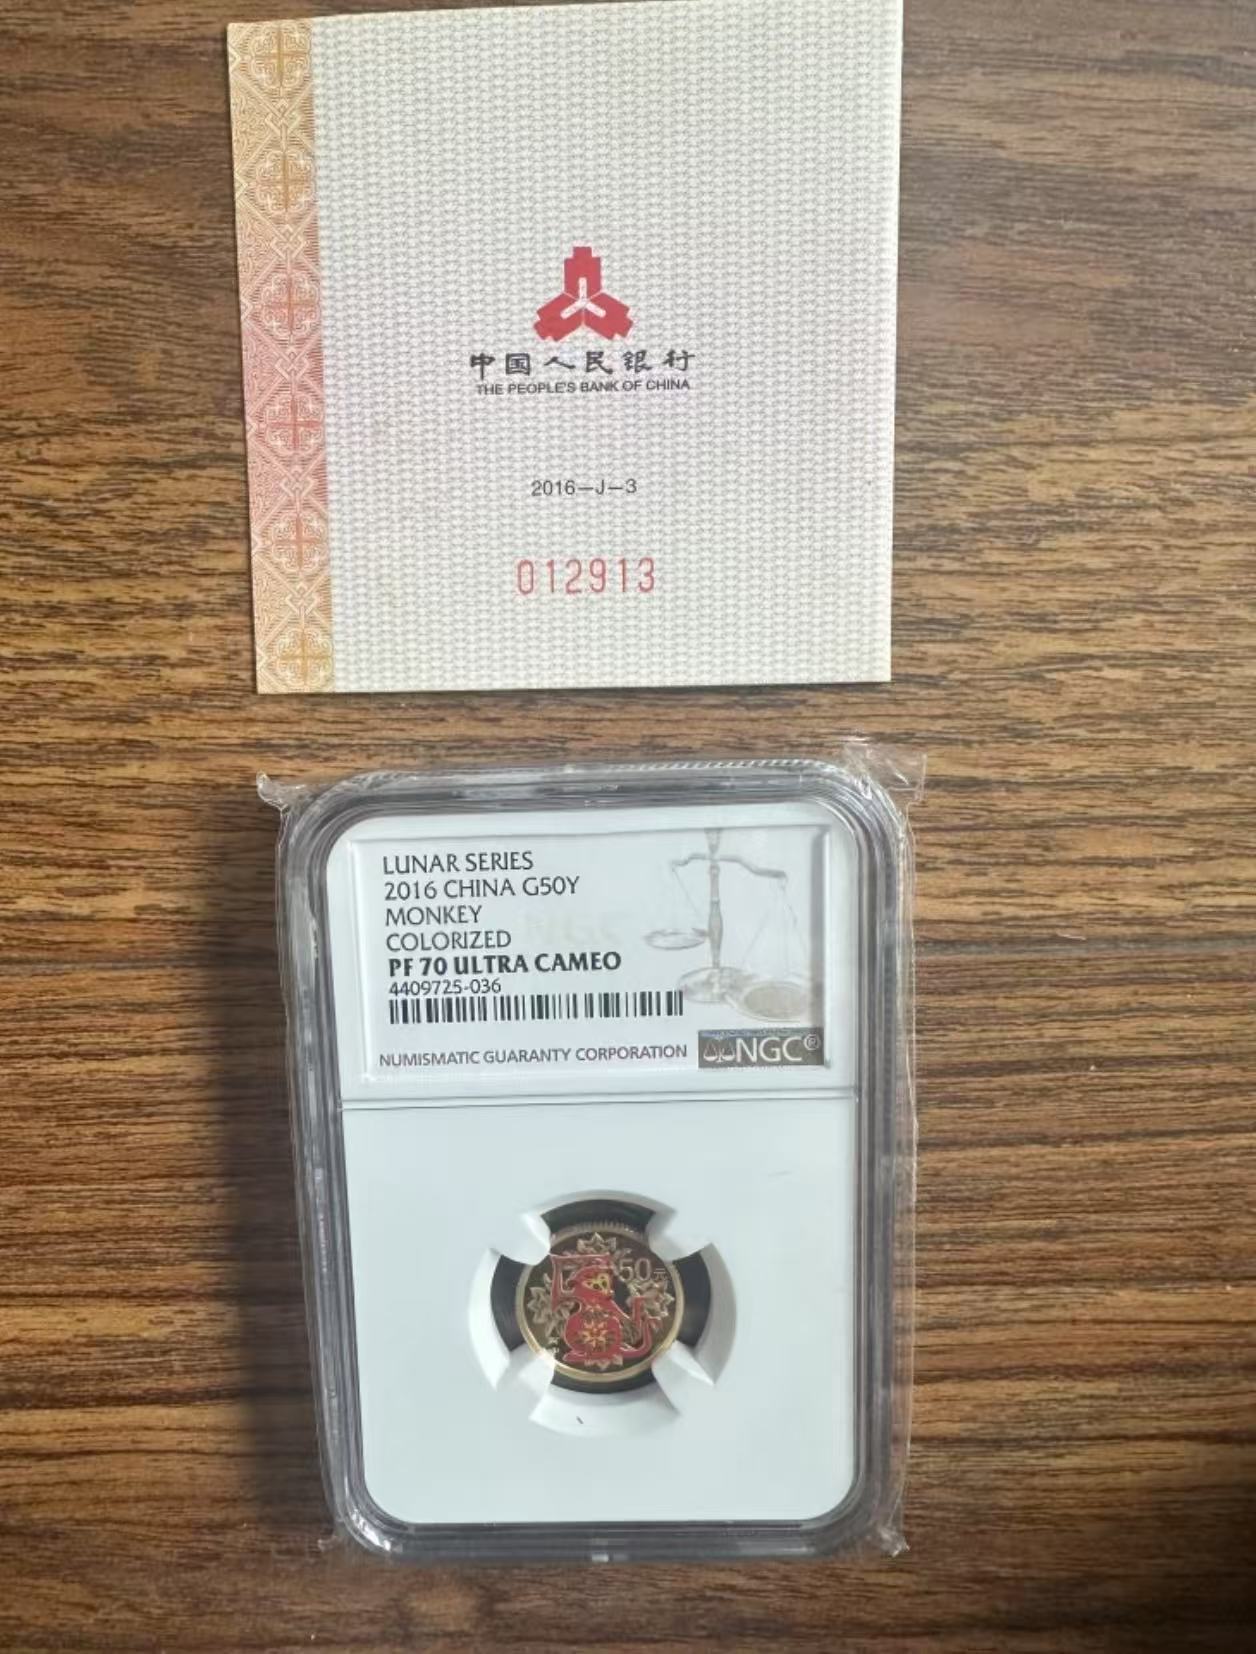 中国人民银行
THE PEOPLE'S BANK OF CHINA
2016—J—3
012913
LUNAR SERIES
2016 CHINA G50Y
MONKEY
COLORIZED
PF 70 ULTRA CAMEO
4409725-036
NUMISMATIC GUARANTY CORPORATION NGC®
50元